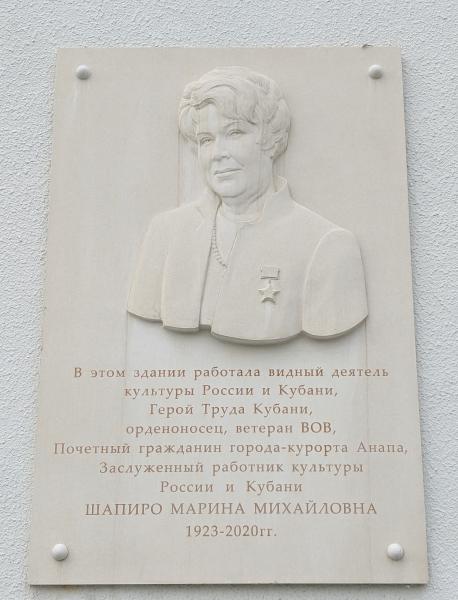 В этом здании работала видный деятель
культуры России и Кубани,
Герой Труда Кубани,
орденоносец, ветеран ВОВ,
Почетный гражданин города-курорта Анапа,
Заслуженный работник культуры
России и Кубани
ШАПИРО МАРИНА МИХАЙЛОВНА
1923-2020гг.